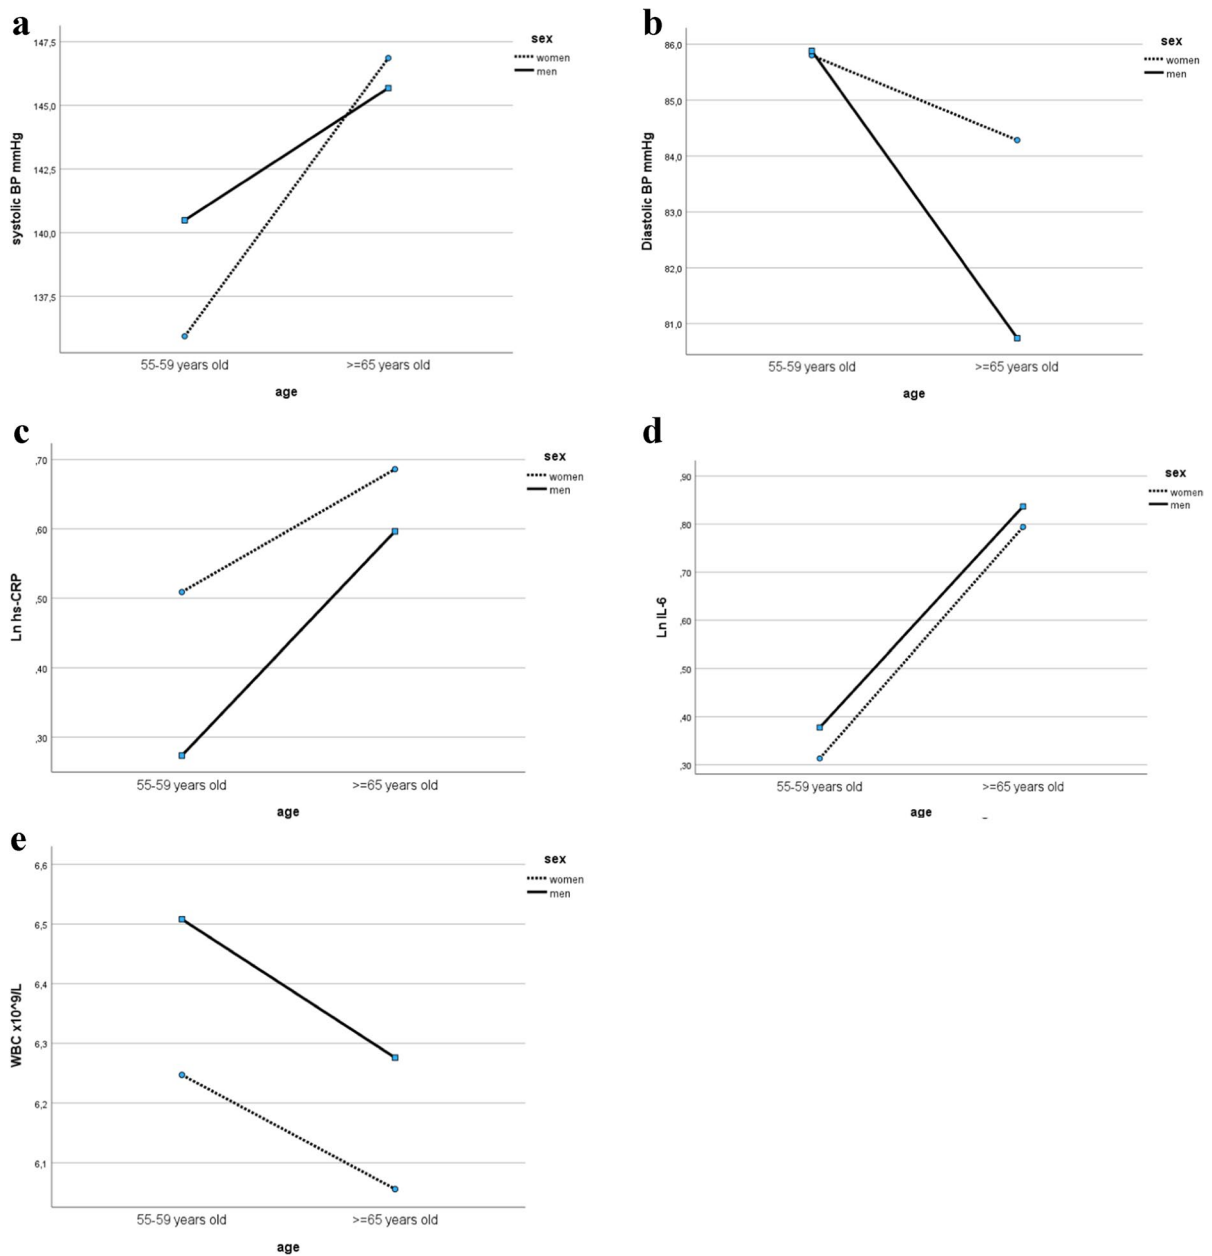 a
systolic BP mmHg
147,5
145,0
142,5
140,0
137,5
55-59 years old
>=65 years old
age
sex
women
men
b
Diastolic BP mmHg
86,0
85,0
84,0
83,0
82,0
81,0
55-59 years old
>=65 years old
age
sex
women
men
c
Ln hs-CRP
,70
,60
,50
,40
,30
55-59 years old
>=65 years old
age
sex
women
men
d
Ln IL-6
,90
,80
,70
,60
,50
,40
,30
55-59 years old
>=65 years old
age
sex
women
men
e
WBC x10^9/L
6,6
6,5
6,4
6,3
6,2
6,1
55-59 years old
>=65 years old
age
sex
women
men